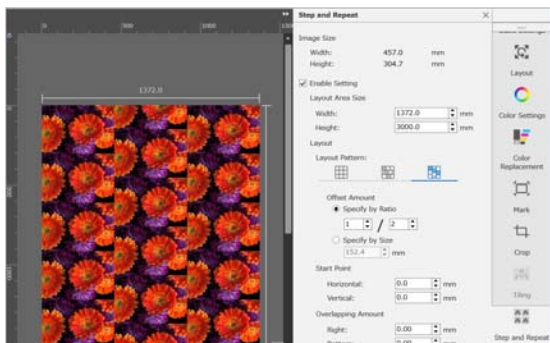 Step and Repeat
0
500
1000
1372.0
Image Size
Width: 457.0 mm
Height: 304.7 mm
Enable Setting
Layout Area Size
Width: 1372.0 mm
Height: 3000.0 mm
Layout
Layout Pattern:
Offset Amount
Specify by Ratio
1 / 2
Specify by Size
152.4 mm
Start Point
Horizontal: 0.0 mm
Vertical: 0.0 mm
Overlapping Amount
Right: 0.00 mm
Layout
Color Settings
Color
Replacement
Mark
Crop
Tiling
Step and Repeat